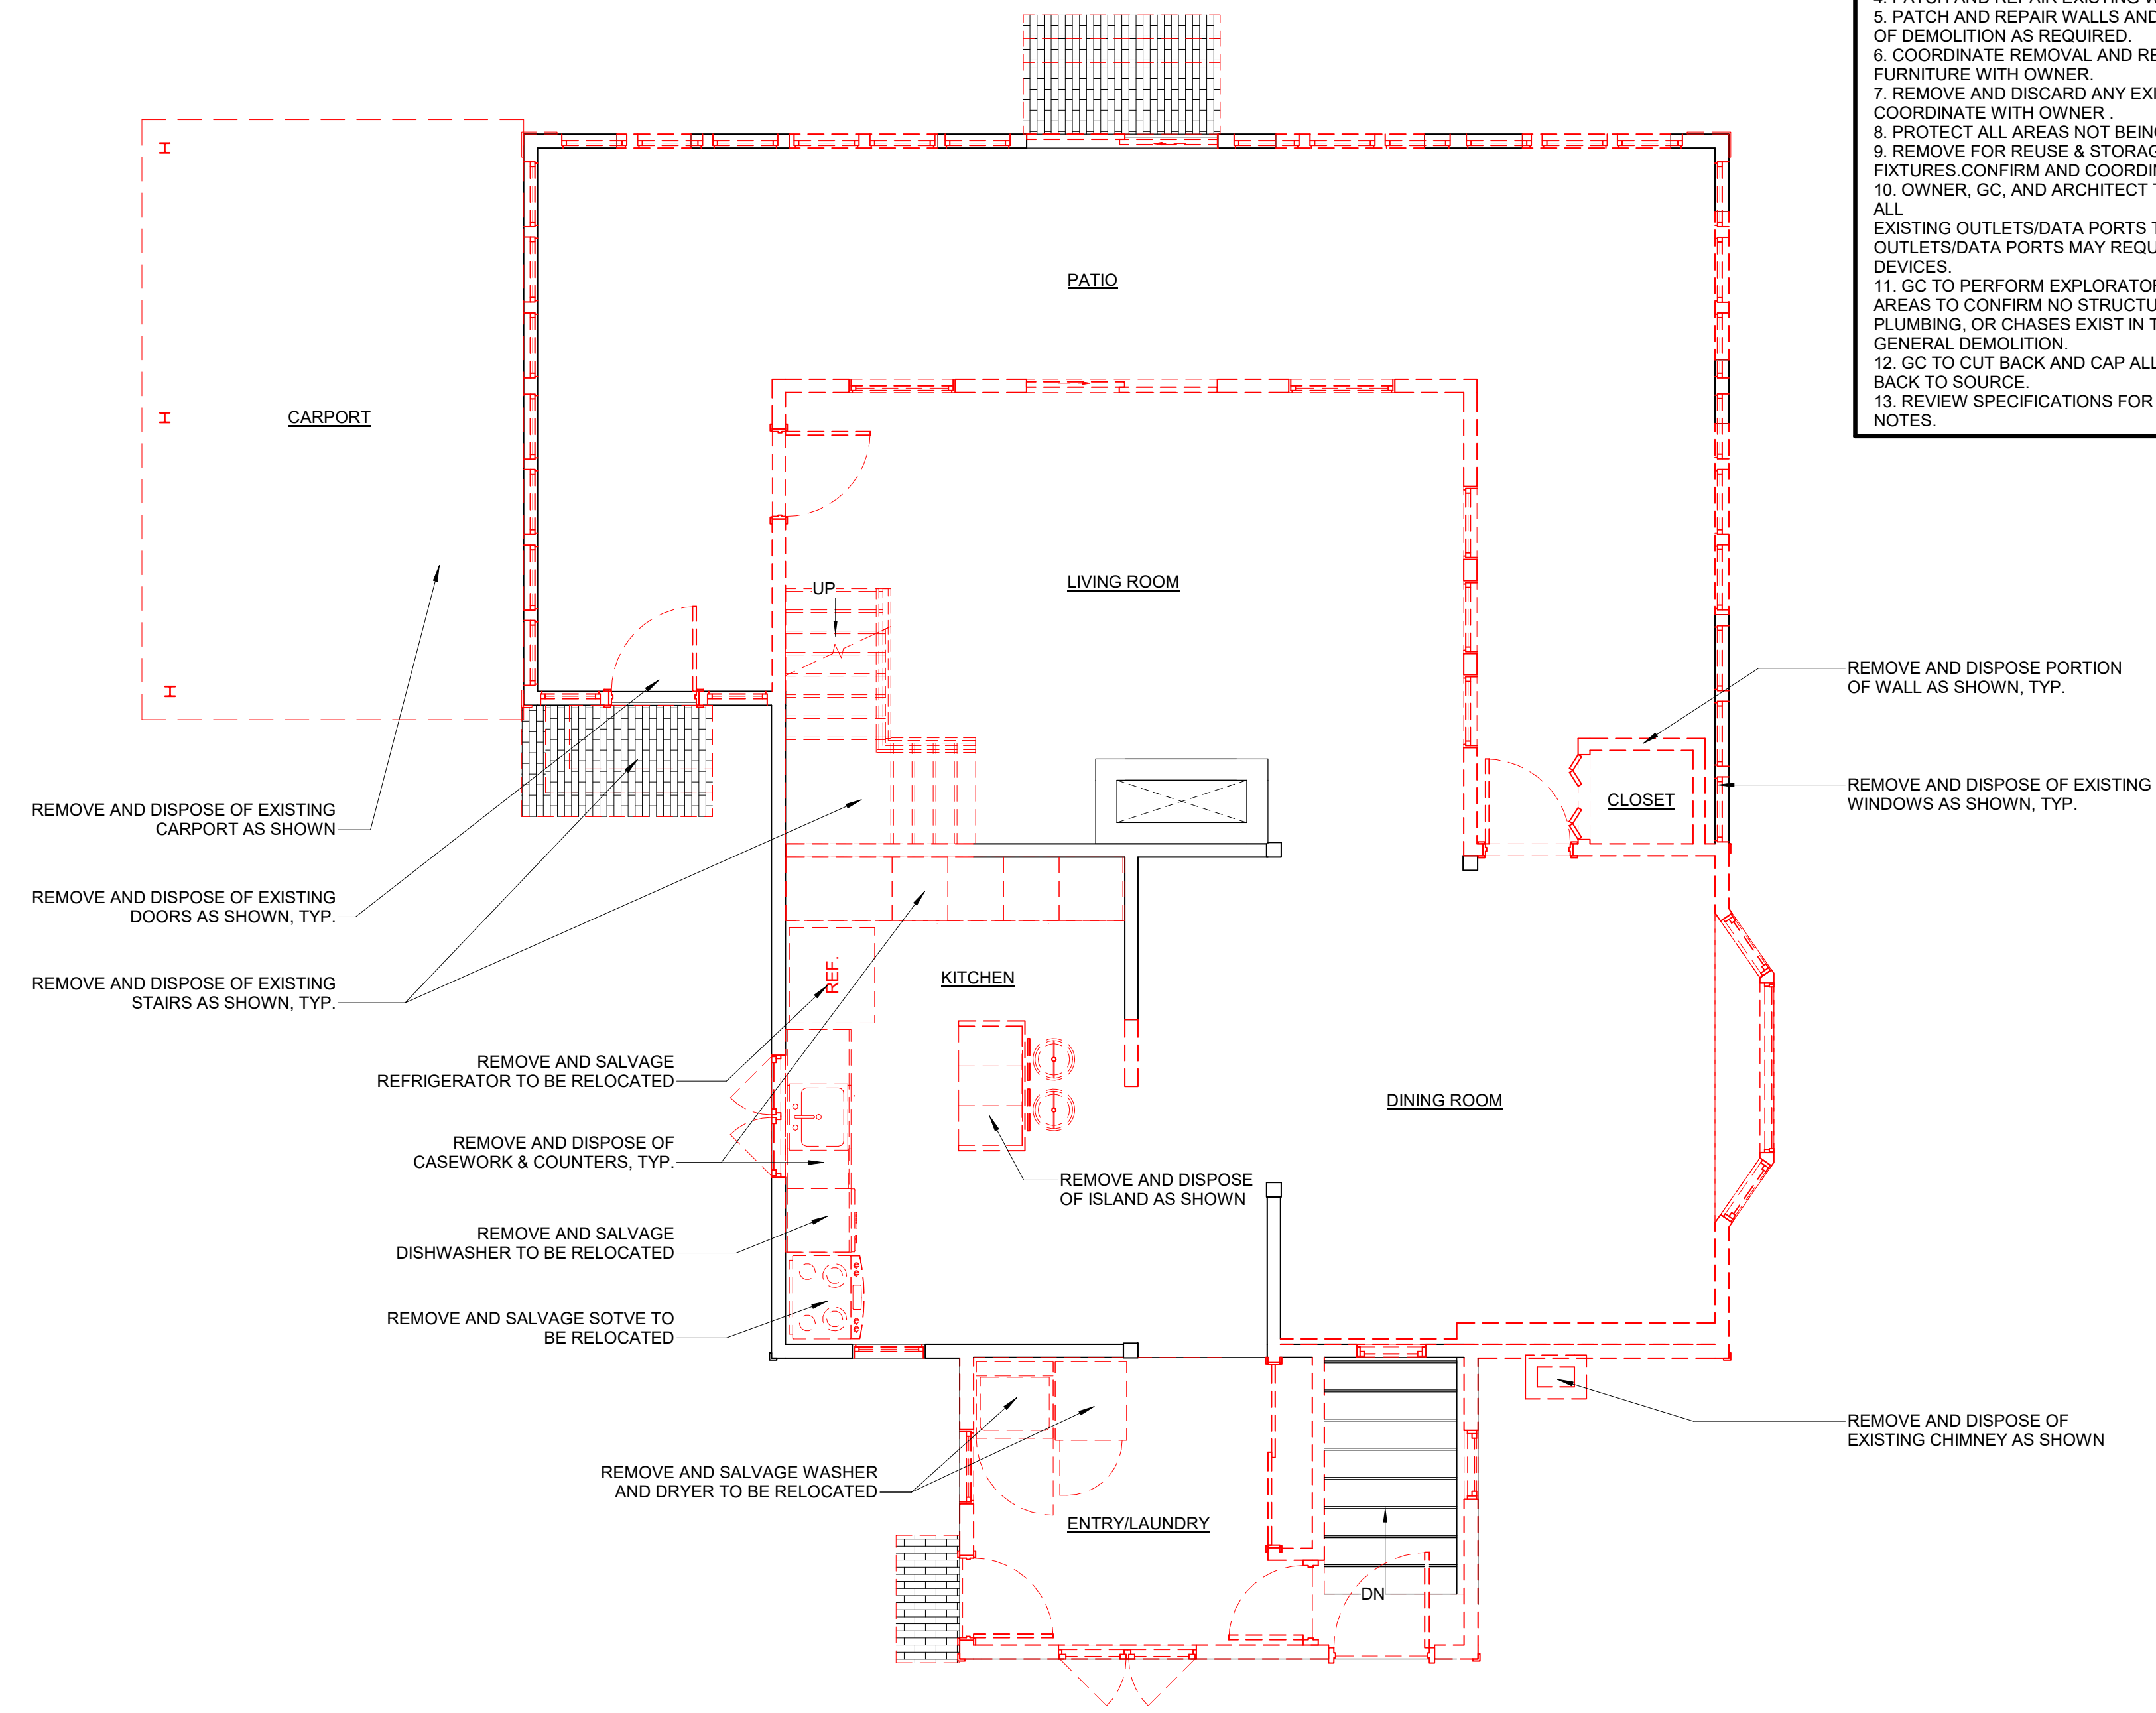 4. PATCH AND REPAIR EXISTING
5. PATCH AND REPAIR WALLS AND
OF DEMOLITION AS REQUIRED.
6. COORDINATE REMOVAL AND RE
FURNITURE WITH OWNER.
7. REMOVE AND DISCARD ANY EXI
COORDINATE WITH OWNER .
8. PROTECT ALL AREAS NOT BEING
9. REMOVE FOR REUSE & STORAG
FIXTURES.CONFIRM AND COORDIN
10. OWNER, GC, AND ARCHITECT T
ALL
EXISTING OUTLETS/DATA PORTS T
OUTLETS/DATA PORTS MAY REQU
DEVICES.
11. GC TO PERFORM EXPLORATOR
AREAS TO CONFIRM NO STRUCTU
PLUMBING, OR CHASES EXIST IN T
GENERAL DEMOLITION.
12. GC TO CUT BACK AND CAP ALL
BACK TO SOURCE.
13. REVIEW SPECIFICATIONS FOR
NOTES.
PATIO
CARPORT
LIVING ROOM
UP
REMOVE AND DISPOSE PORTION
OF WALL AS SHOWN, TYP.
REMOVE AND DISPOSE OF EXISTING
WINDOWS AS SHOWN, TYP.
CLOSET
REMOVE AND DISPOSE OF EXISTING
CARPORT AS SHOWN
REMOVE AND DISPOSE OF EXISTING
DOORS AS SHOWN, TYP.
REMOVE AND DISPOSE OF EXISTING
STAIRS AS SHOWN, TYP.
REF.
KITCHEN
REMOVE AND SALVAGE
REFRIGERATOR TO BE RELOCATED
DINING ROOM
REMOVE AND DISPOSE OF
CASEWORK & COUNTERS, TYP.
REMOVE AND DISPOSE
OF ISLAND AS SHOWN
REMOVE AND SALVAGE
DISHWASHER TO BE RELOCATED
REMOVE AND SALVAGE SOTVE TO
BE RELOCATED
REMOVE AND DISPOSE OF
EXISTING CHIMNEY AS SHOWN
REMOVE AND SALVAGE WASHER
AND DRYER TO BE RELOCATED
ENTRY/LAUNDRY
DN